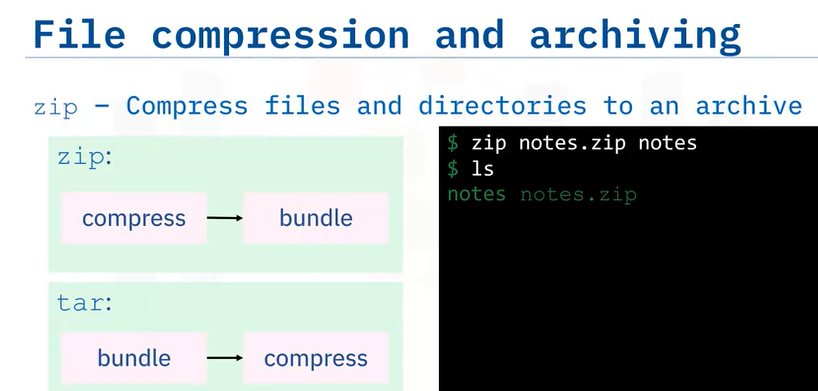 File compression and archiving
zip – Compress files and directories to an archive
zip:
compress
bundle
tar:
bundle
compress
$ zip notes.zip notes
$ ls
notes notes.zip